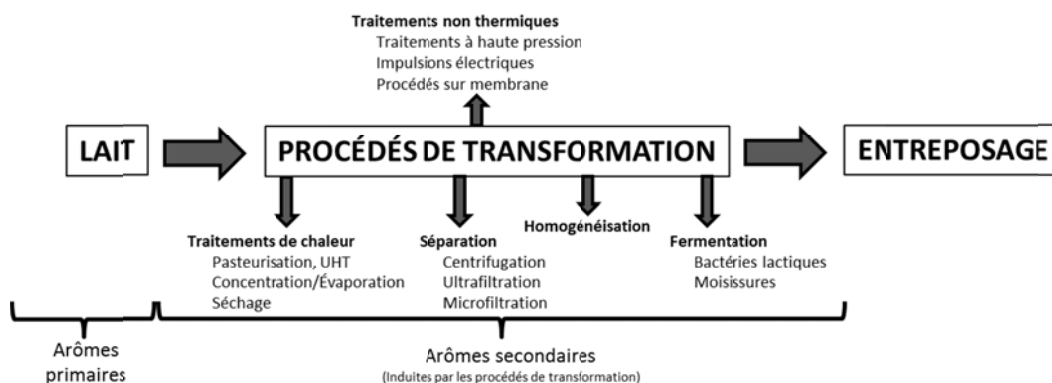 Traitements non thermiques
Traitements à haute pression
Impulsions électriques
Procédés sur membrane
LAIT
PROCÉDÉS DE TRANSFORMATION
ENTREPOSAGE
Traitements de chaleur
Pasteurisation, UHT
Concentration/Évaporation
Séchage
Séparation
Centrifugation
Ultrafiltration
Microfiltration
Homogénéisation
Fermentation
Bactéries lactiques
Moisissures
Arômes
primaires
Arômes secondaires
(Induites par les procédés de transformation)